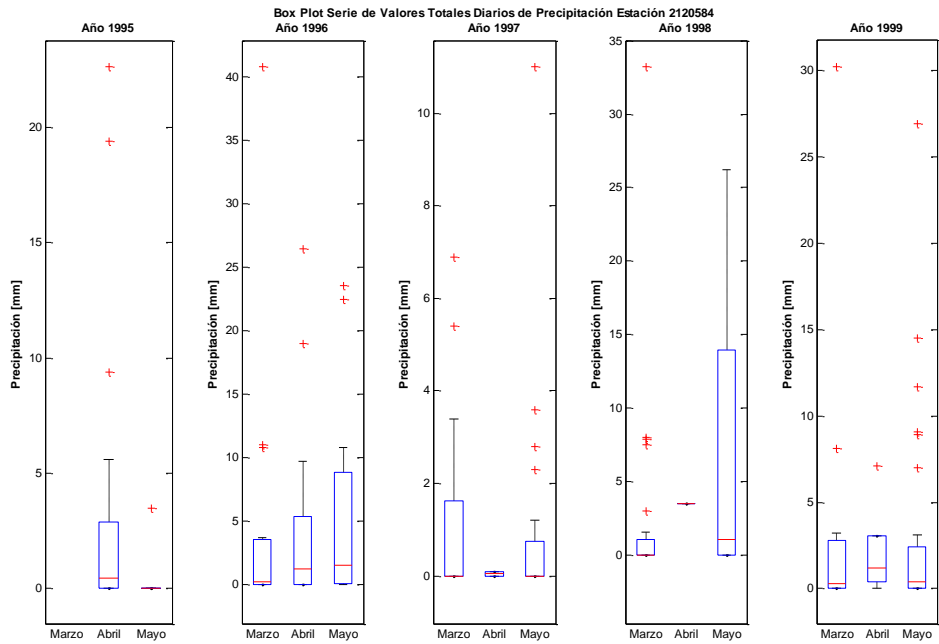 Box Plot Serie de Valores Totales Diarios de Precipitación Estación 2120584
Año 1995
Año 1996
Año 1997
Año 1998
Año 1999
Precipitación [mm]
20
15
10
5
0
Marzo Abril Mayo
Precipitación [mm]
40
35
30
25
20
15
10
5
0
Marzo Abril Mayo
Precipitación [mm]
10
8
6
4
2
0
Marzo Abril Mayo
Precipitación [mm]
35
30
25
20
15
10
5
0
Marzo Abril Mayo
Precipitación [mm]
30
25
20
15
10
5
0
Marzo Abril Mayo